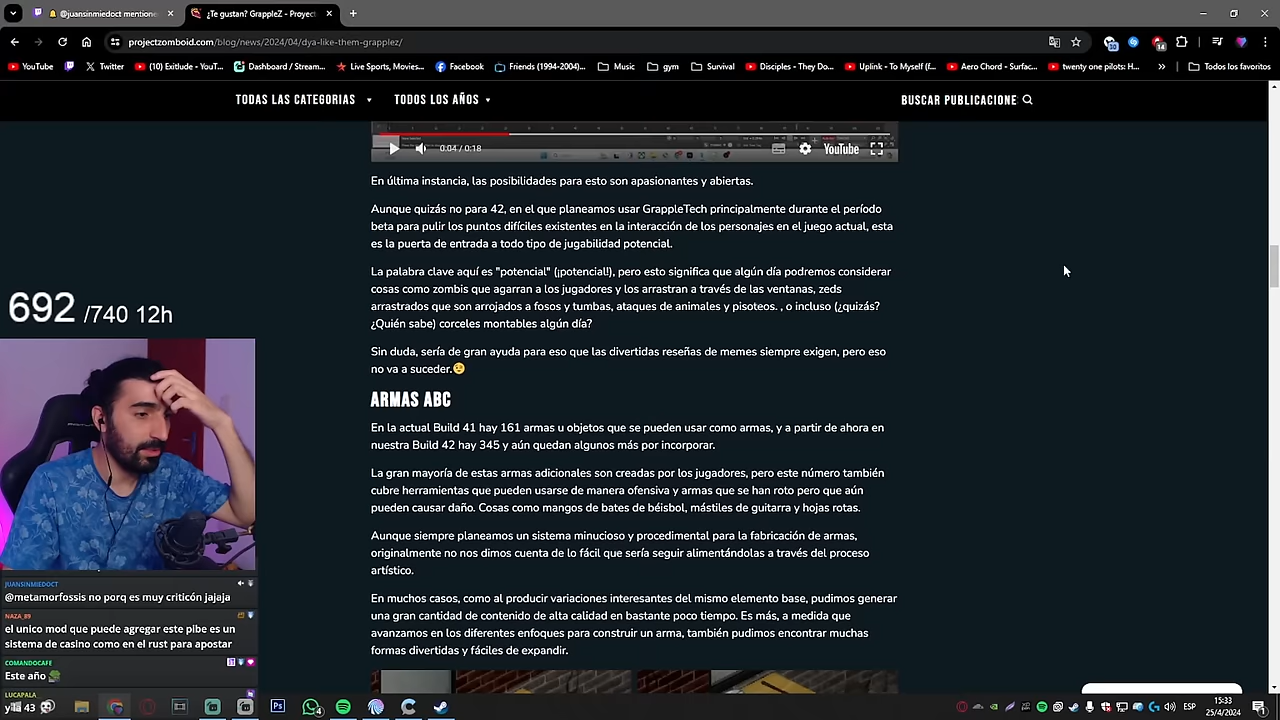 @juansinmiedoct mentione
¿Te gustan? GrappleZ - Proyec
projectzomboid.com/blog/news/2024/04/dya-like-them-grapplez/
YouTube
Twitter
(10) Exitlude - YouT...
Dashboard / Stream...
Live Sports, Movies...
Facebook
Friends (1994-2004)...
Music
gym
Survival
Disciples - They Do...
Uplink - To Myself (f...
Aero Chord - Surfac...
twenty one pilots: H...
»
Todos los favoritos
TODAS LAS CATEGORIAS
TODOS LOS AÑOS
BUSCAR PUBLICACIONE
0:04 / 0:18
YouTube
En última instancia, las posibilidades para esto son apasionantes y abiertas.
Aunque quizás no para 42, en el que planeamos usar GrappleTech principalmente durante el período
beta para pulir los puntos difíciles existentes en la interacción de los personajes en el juego actual, esta
es la puerta de entrada a todo tipo de jugabilidad potencial.
La palabra clave aquí es "potencial" (¡potencial!), pero esto significa que algún día podremos considerar
cosas como zombis que agarran a los jugadores y los arrastran a través de las ventanas, zeds
arrastrados que son arrojados a fosos y tumbas, ataques de animales y pisoteos. , o incluso (¿quizás?
¿Quién sabe) corceles montables algún día?
Sin duda, sería de gran ayuda para eso que las divertidas reseñas de memes siempre exigen, pero eso
no va a suceder.😉
ARMAS ABC
En la actual Build 41 hay 161 armas u objetos que se pueden usar como armas, y a partir de ahora en
nuestra Build 42 hay 345 y aún quedan algunos más por incorporar.
La gran mayoría de estas armas adicionales son creadas por los jugadores, pero este número también
cubre herramientas que pueden usarse de manera ofensiva y armas que se han roto pero que aún
pueden causar daño. Cosas como mangos de bates de béisbol, mástiles de guitarra y hojas rotas.
Aunque siempre planeamos un sistema minucioso y procedimental para la fabricación de armas,
originalmente no nos dimos cuenta de lo fácil que sería seguir alimentándolas a través del proceso
artístico.
En muchos casos, como al producir variaciones interesantes del mismo elemento base, pudimos generar
una gran cantidad de contenido de alta calidad en bastante poco tiempo. Es más, a medida que
avanzamos en los diferentes enfoques para construir un arma, también pudimos encontrar muchas
formas divertidas y fáciles de expandir.
692 /740 12h
JUANSINMIEDOCT
@metamorfossis no porq es muy criticón jajaja
NAZA_89
el unico mod que puede agregar este plbe es un
sistema de casino como en el rust para apostar
COMANDOCAFE
Este año
LUCAPALA
43
ESP
15:33
25/4/2024